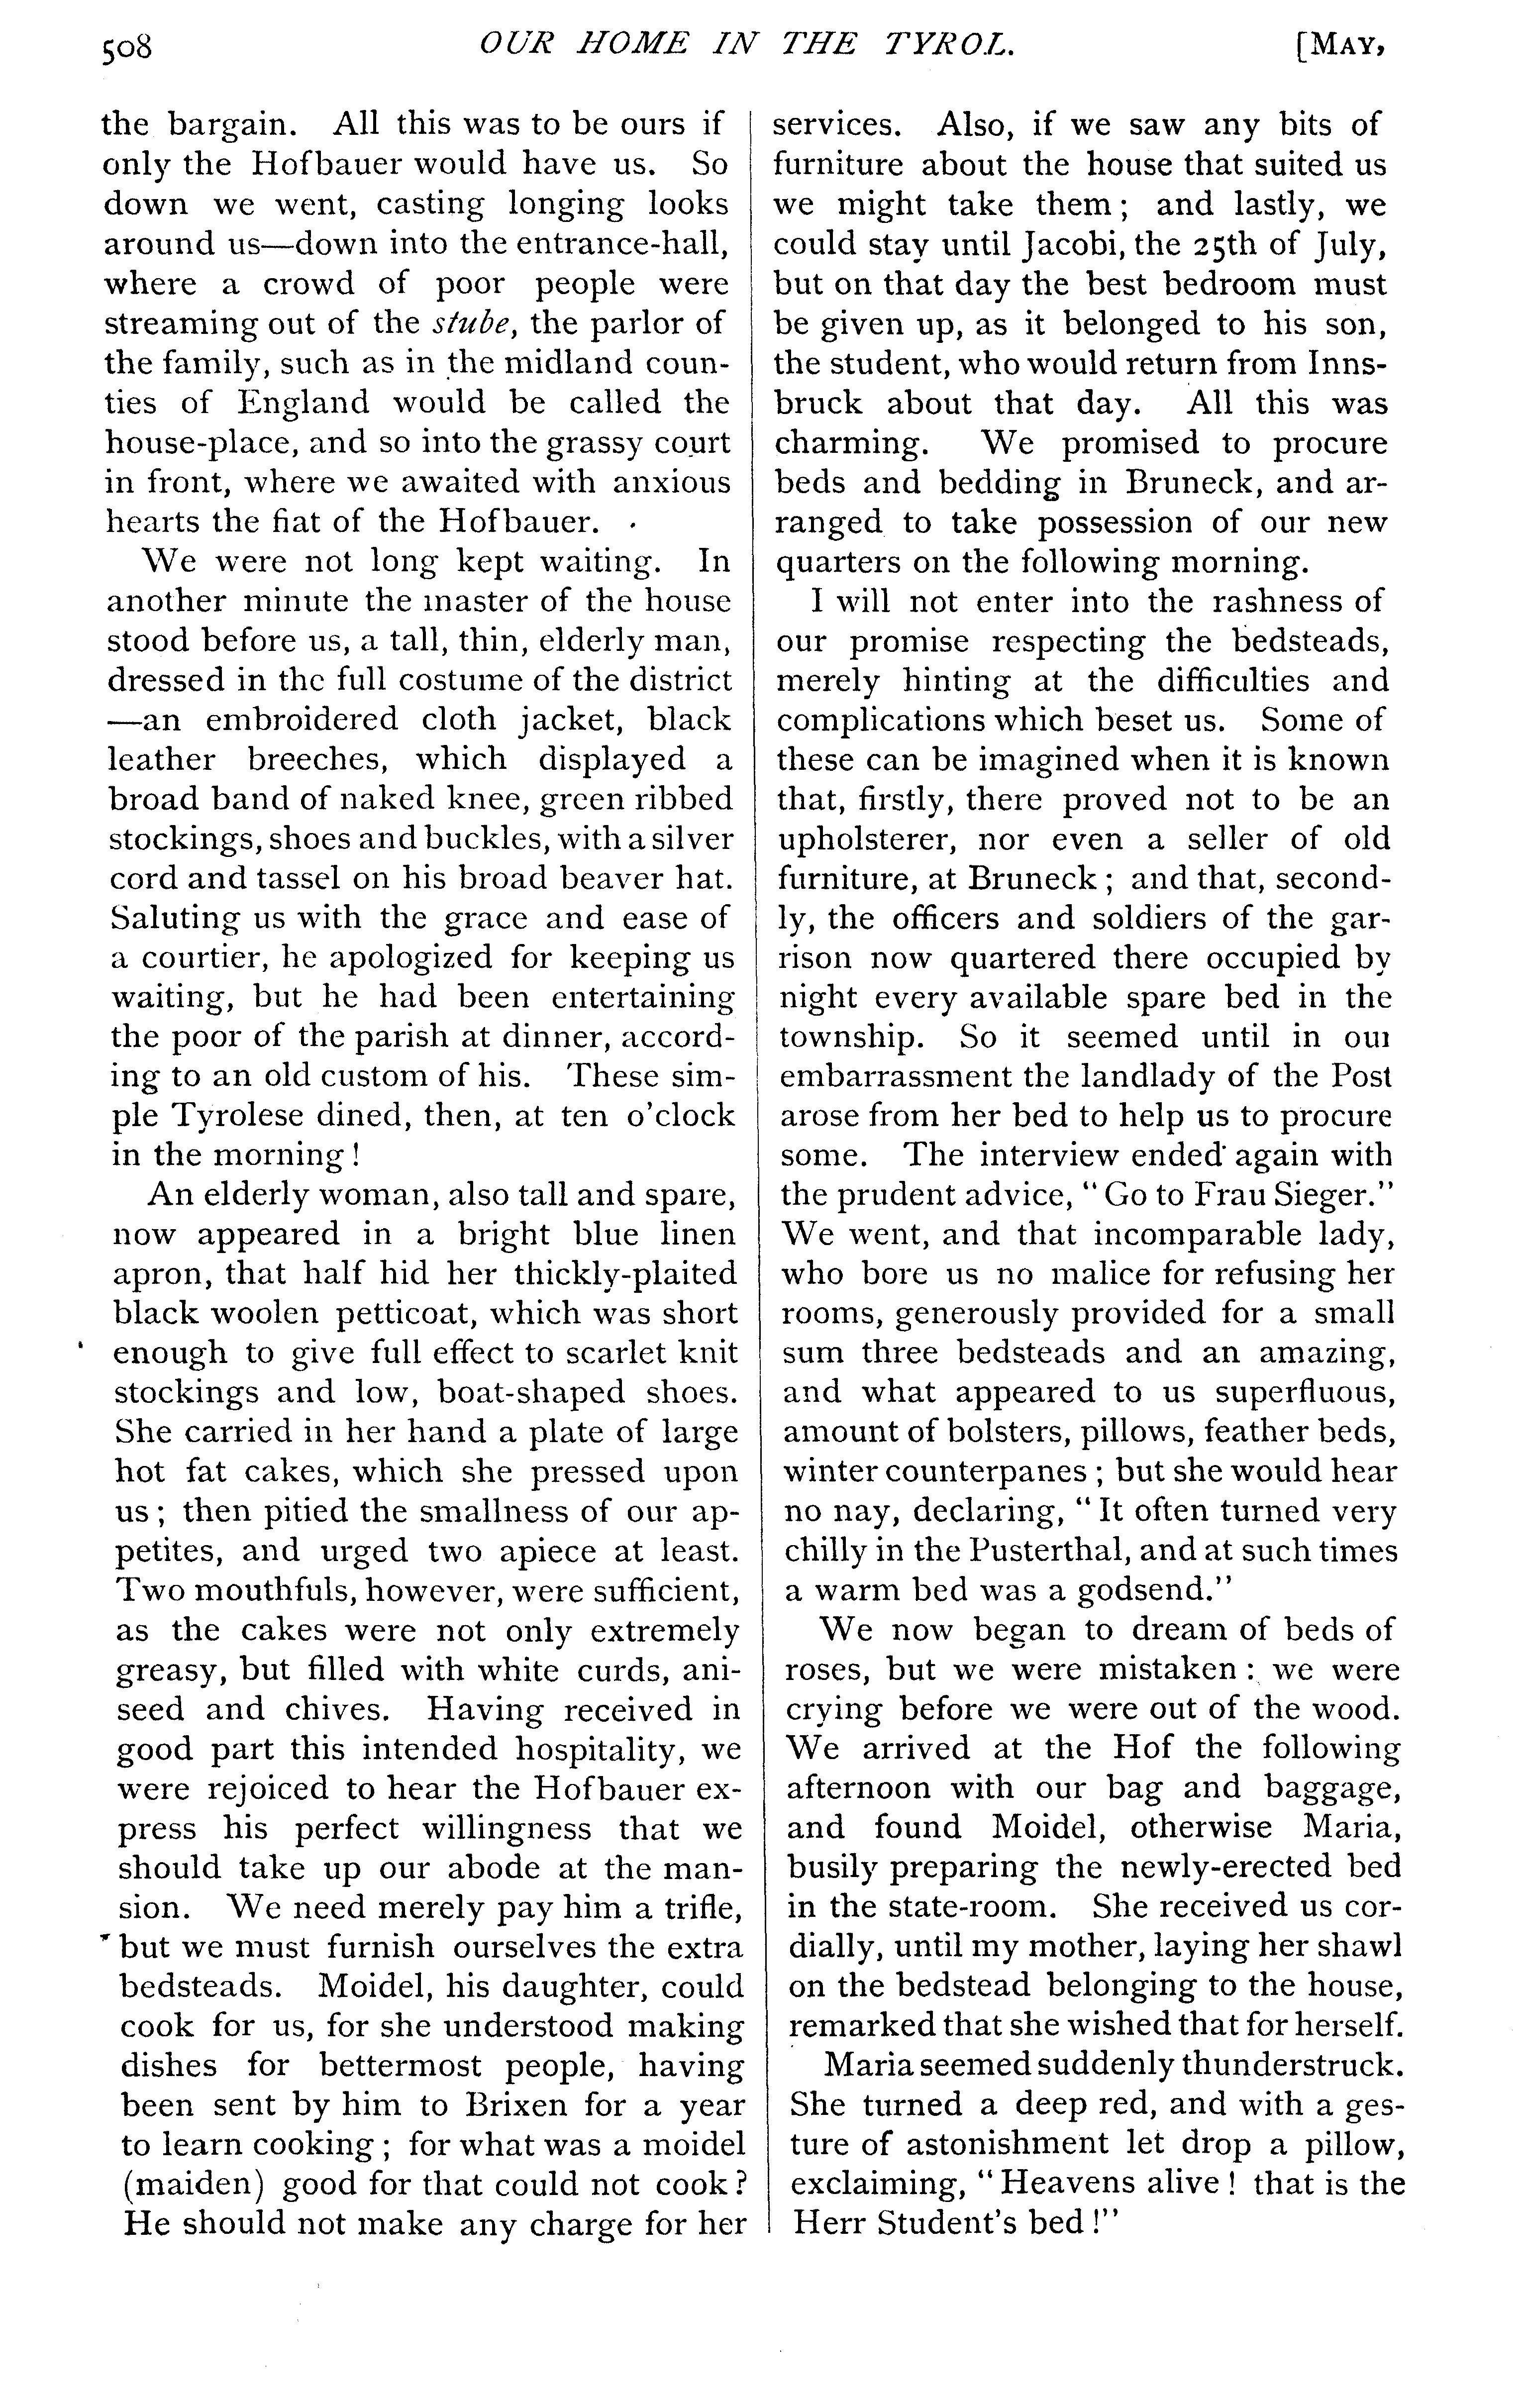 508 OUR HOME IN THE TYROL. [MAY,
the bargain. All this was to be ours if
only the Hofbauer would have us. So
down we went, casting longing looks
around us—down into the entrance-hall,
where a crowd of poor people were
streaming out of the stube, the parlor of
the family, such as in the midland coun-
ties of England would be called the
house-place, and so into the grassy court
in front, where we awaited with anxious
hearts the fiat of the Hofbauer.
We were not long kept waiting. In
another minute the master of the house
stood before us, a tall, thin, elderly man,
dressed in the full costume of the district
—an embroidered cloth jacket, black
leather breeches, which displayed a
broad band of naked knee, green ribbed
stockings, shoes and buckles, with a silver
cord and tassel on his broad beaver hat.
Saluting us with the grace and ease of
a courtier, he apologized for keeping us
waiting, but he had been entertaining
the poor of the parish at dinner, accord-
ing to an old custom of his. These sim-
ple Tyrolese dined, then, at ten o'clock
in the morning!
An elderly woman, also tall and spare,
now appeared in a bright blue linen
apron, that half hid her thickly-plaited
black woolen petticoat, which was short
enough to give full effect to scarlet knit
stockings and low, boat-shaped shoes.
She carried in her hand a plate of large
hot fat cakes, which she pressed upon
us; then pitied the smallness of our ap-
petites, and urged two apiece at least.
Two mouthfuls, however, were sufficient,
as the cakes were not only extremely
greasy, but filled with white curds, ani-
seed and chives. Having received in
good part this intended hospitality, we
were rejoiced to hear the Hofbauer ex-
press his perfect willingness that we
should take up our abode at the man-
sion. We need merely pay him a trifle,
but we must furnish ourselves the extra
bedsteads. Moidel, his daughter, could
cook for us, for she understood making
dishes for bettermost people, having
been sent by him to Brixen for a year
to learn cooking; for what was a moidel
(maiden) good for that could not cook?
He should not make any charge for her
services. Also, if we saw any bits of
furniture about the house that suited us
we might take them; and lastly, we
could stay until Jacobi, the 25th of July,
but on that day the best bedroom must
be given up, as it belonged to his son,
the student, who would return from Inns-
bruck about that day. All this was
charming. We promised to procure
beds and bedding in Bruneck, and ar-
ranged to take possession of our new
quarters on the following morning.
I will not enter into the rashness of
our promise respecting the bedsteads,
merely hinting at the difficulties and
complications which beset us. Some of
these can be imagined when it is known
that, firstly, there proved not to be an
upholsterer, nor even a seller of old
furniture, at Bruneck; and that, second-
ly, the officers and soldiers of the gar-
rison now quartered there occupied by
night every available spare bed in the
township. So it seemed until in our
embarrassment the landlady of the Post
arose from her bed to help us to procure
some. The interview ended again with
the prudent advice, "Go to Frau Sieger."
We went, and that incomparable lady,
who bore us no malice for refusing her
rooms, generously provided for a small
sum three bedsteads and an amazing,
and what appeared to us superfluous,
amount of bolsters, pillows, feather beds,
winter counterpanes; but she would hear
no nay, declaring, "It often turned very
chilly in the Pusterthal, and at such times
a warm bed was a godsend."
We now began to dream of beds of
roses, but we were mistaken: we were
crying before we were out of the wood.
We arrived at the Hof the following
afternoon with our bag and baggage,
and found Moidel, otherwise Maria,
busily preparing the newly-erected bed
in the state-room. She received us cor-
dially, until my mother, laying her shawl
on the bedstead belonging to the house,
remarked that she wished that for herself.
Maria seemed suddenly thunderstruck.
She turned a deep red, and with a ges-
ture of astonishment let drop a pillow,
exclaiming, "Heavens alive! that is the
Herr Student's bed!"